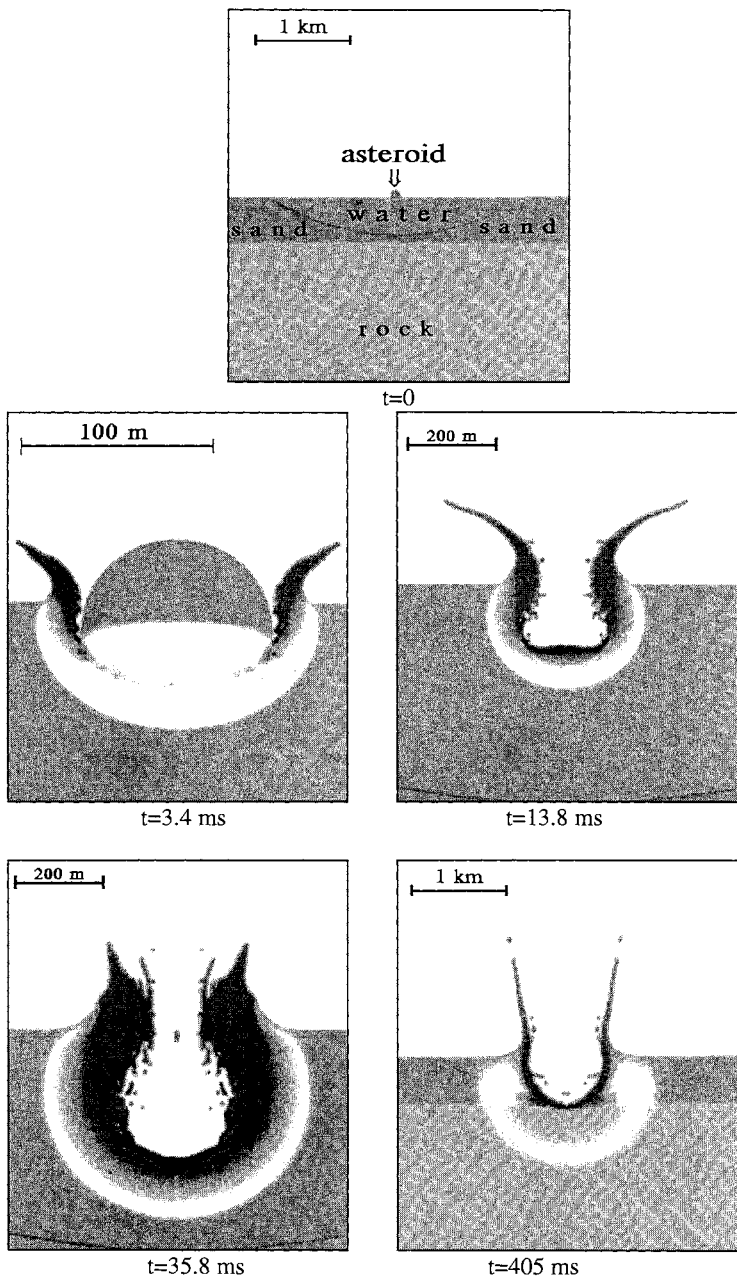 1 km
asteroid
⇓
water
sand sand
rock
t=0
100 m
200 m
t=3.4 ms
t=13.8 ms
200 m
1 km
t=35.8 ms
t=405 ms